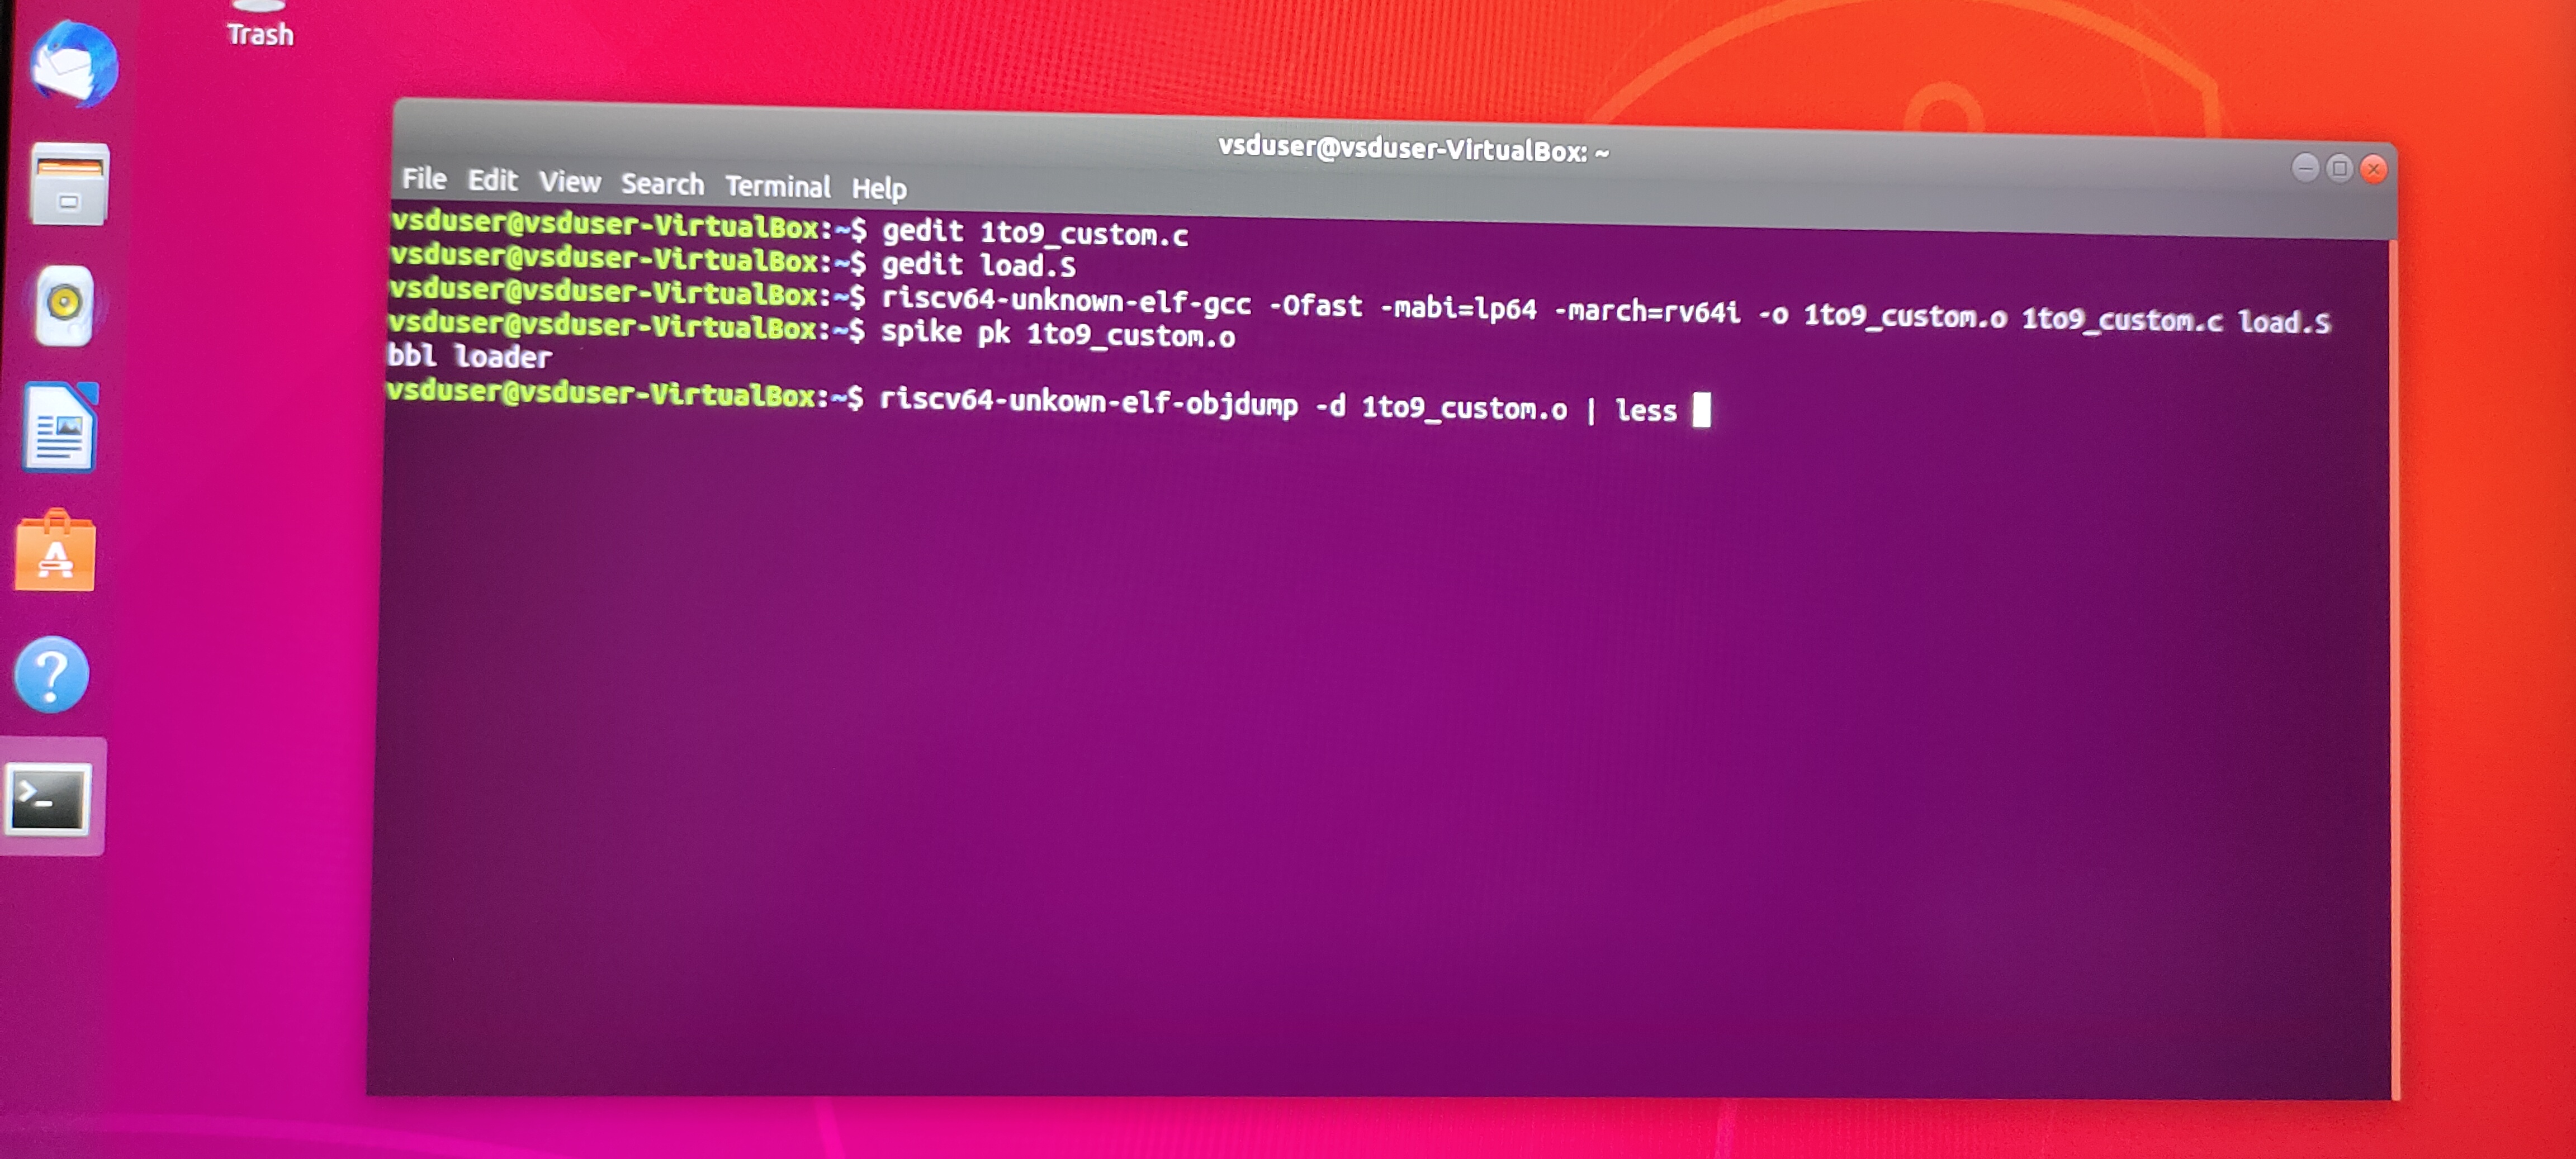 Trash
vsduser@vsduser-VirtualBox: ~
File Edit View Search Terminal Help
vsduser@vsduser-VirtualBox:~$ gedit 1to9_custom.c
vsduser@vsduser-VirtualBox:~$ gedit load.S
vsduser@vsduser-VirtualBox:~$ riscv64-unknown-elf-gcc -Ofast -mabi=lp64 -march=rv64i -o 1to9_custom.o 1to9_custom.c load.S
vsduser@vsduser-VirtualBox:~$ spike pk 1to9_custom.o
bbl loader
vsduser@vsduser-VirtualBox:~$ riscv64-unkown-elf-objdump -d 1to9_custom.o | less